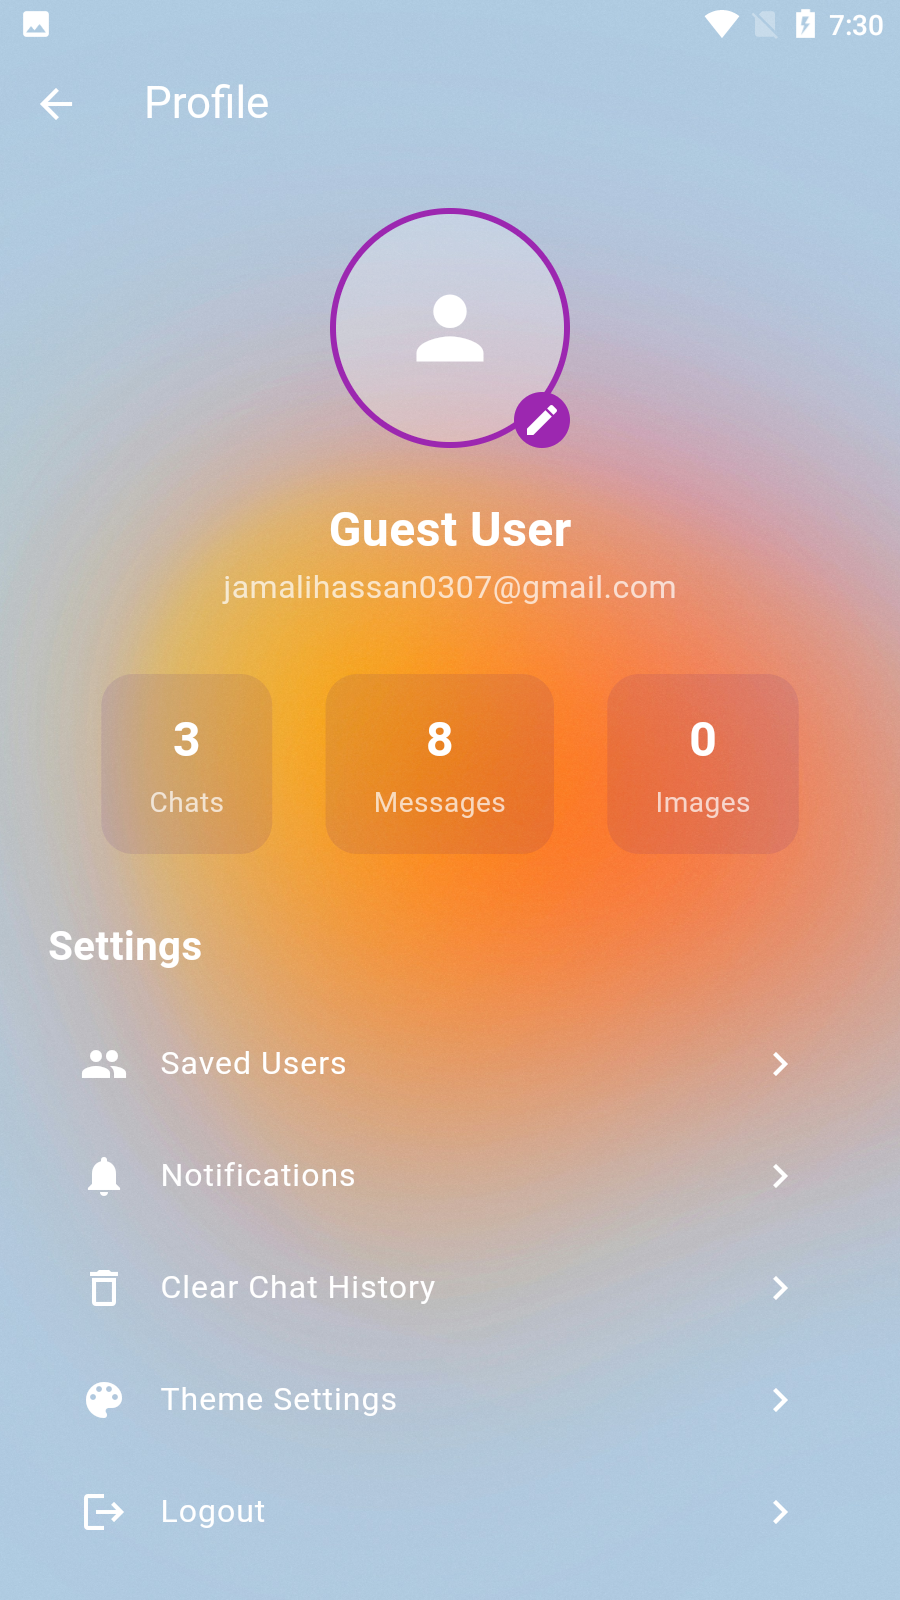 7:30
Profile
Guest User
jamalihassan0307@gmail.com
3
Chats
8
Messages
0
Images
Settings
Saved Users
Notifications
Clear Chat History
Theme Settings
Logout